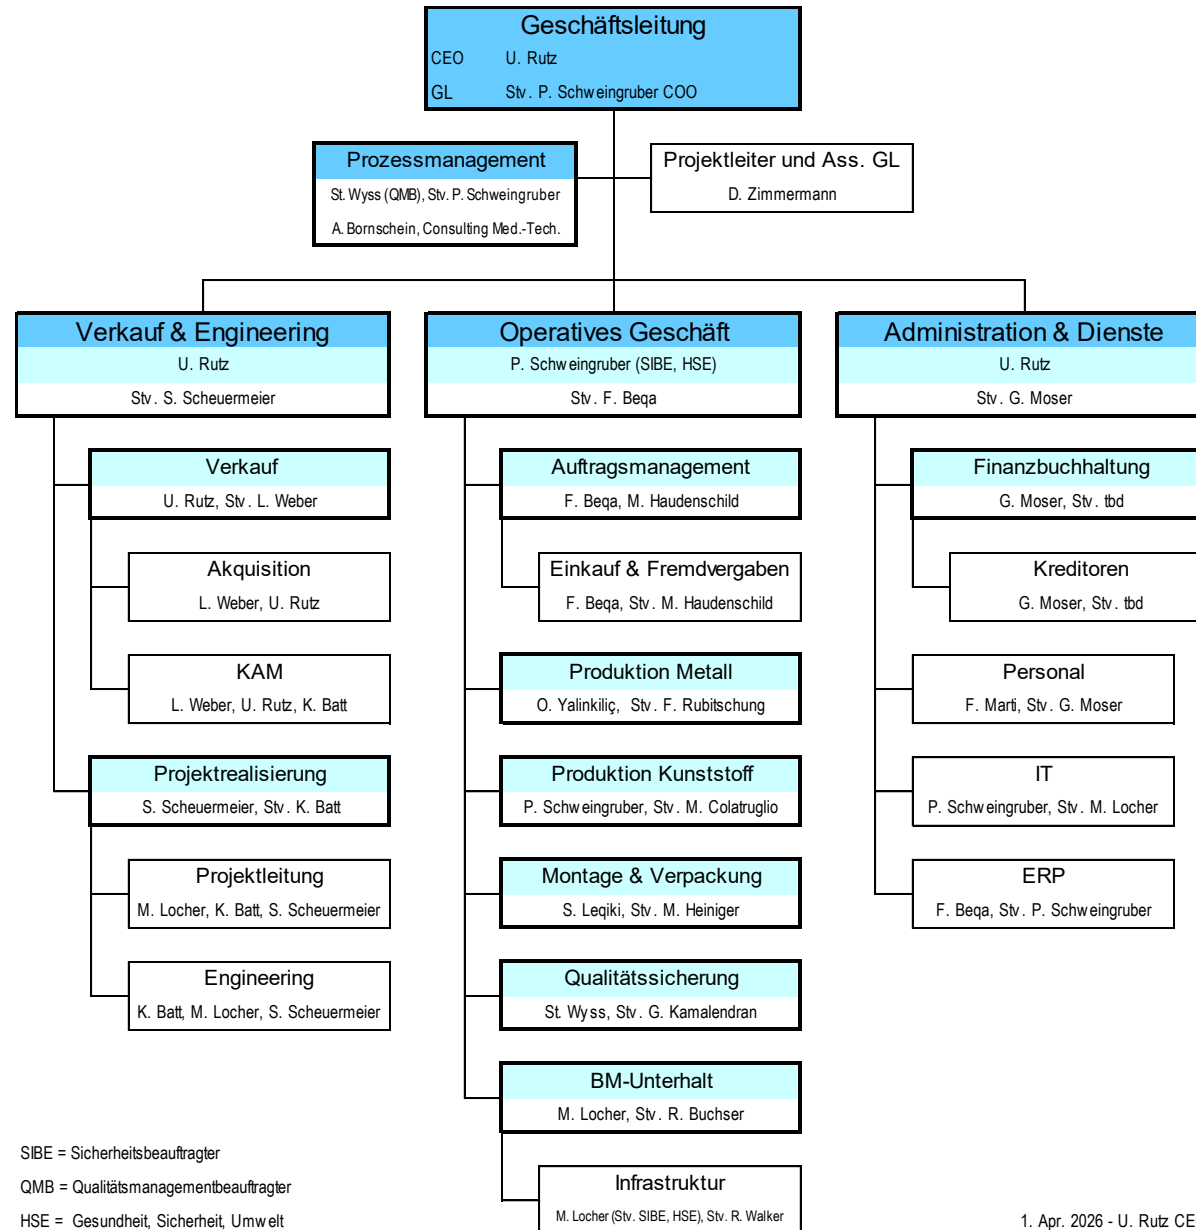 Geschäftsleitung
CEO U. Rutz
GL Stv. P. Schweingruber COO
Prozessmanagement
St. Wyss (QMB), Stv. P. Schweingruber
A. Bornschein, Consulting Med.-Tech.
Projektleiter und Ass. GL
D. Zimmermann
Verkauf & Engineering
U. Rutz
Stv. S. Scheuermeier
Verkauf
U. Rutz, Stv. L. Weber
Akquisition
L. Weber, U. Rutz
KAM
L. Weber, U. Rutz, K. Batt
Projektrealisierung
S. Scheuermeier, Stv. K. Batt
Projektleitung
M. Locher, K. Batt, S. Scheuermeier
Engineering
K. Batt, M. Locher, S. Scheuermeier
Operatives Geschäft
P. Schweingruber (SIBE, HSE)
Stv. F. Beqa
Auftragsmanagement
F. Beqa, M. Haudenschild
Einkauf & Fremdvergaben
F. Beqa, Stv. M. Haudenschild
Produktion Metall
O. Yalinkiliç, Stv. F. Rubitschung
Produktion Kunststoff
P. Schweingruber, Stv. M. Colatruglio
Montage & Verpackung
S. Leqiki, Stv. M. Heiniger
Qualitätssicherung
St. Wyss, Stv. G. Kamalendran
BM-Unterhalt
M. Locher, Stv. R. Buchser
Infrastruktur
M. Locher (Stv. SIBE, HSE), Stv. R. Walker
Administration & Dienste
U. Rutz
Stv. G. Moser
Finanzbuchhaltung
G. Moser, Stv. tbd
Kreditoren
G. Moser, Stv. tbd
Personal
F. Marti, Stv. G. Moser
IT
P. Schweingruber, Stv. M. Locher
ERP
F. Beqa, Stv. P. Schweingruber
SIBE = Sicherheitsbeauftragter
QMB = Qualitätsmanagementbeauftragter
HSE = Gesundheit, Sicherheit, Umwelt
1. Apr. 2026 - U. Rutz CE